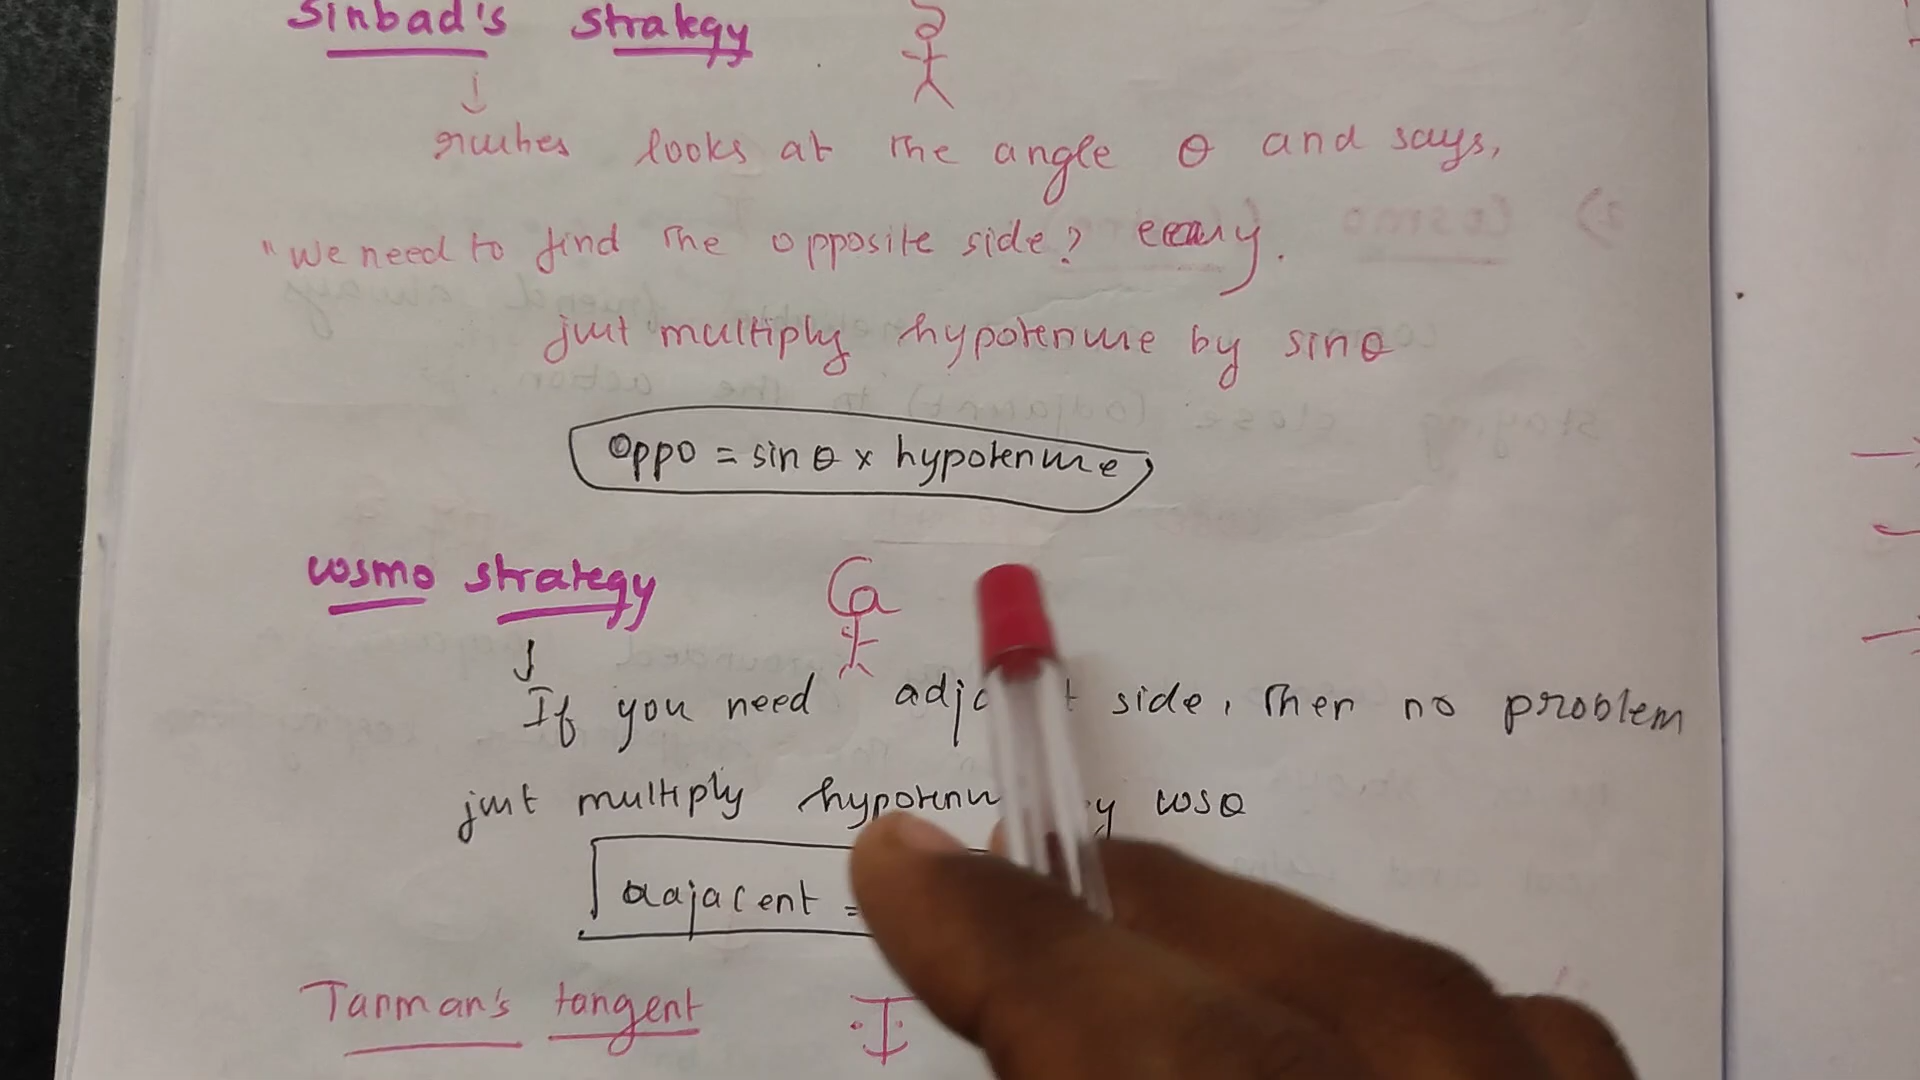 Sinbad's strategy
rushes looks at the angle θ and says,
"We need to find the opposite side? easy.
just multiply hypotenuse by sinθ
Oppo = sin θ x hypotenuse
cosmo strategy
If you need side, then no problem
just multiply cosθ
adjacent =
Tanman's tangent